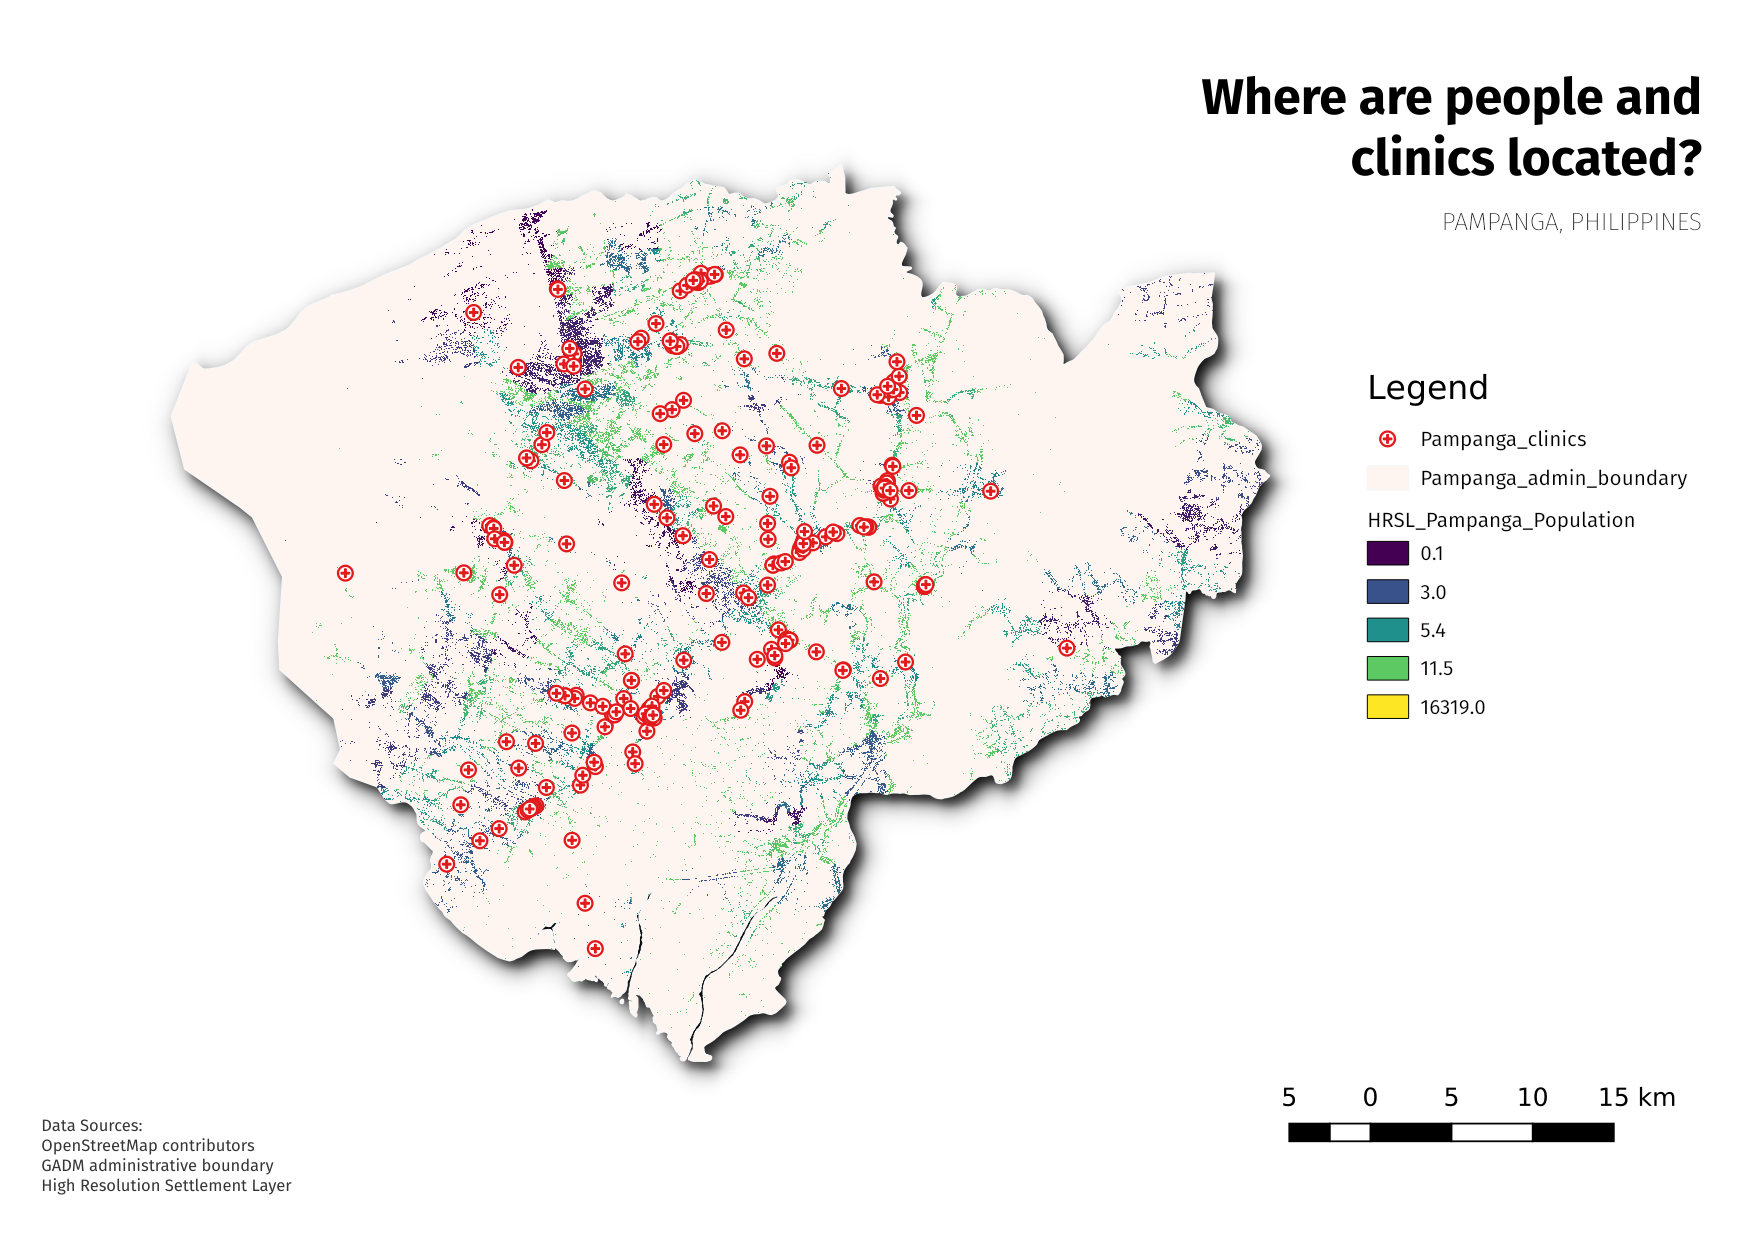 Where are people and
clinics located?
PAMPANGA, PHILIPPINES
Legend
Pampanga_clinics
Pampanga_admin_boundary
HRSL_Pampanga_Population
0.1
3.0
5.4
11.5
16319.0
5 0 5 10 15 km
Data Sources:
OpenStreetMap contributors
GADM administrative boundary
High Resolution Settlement Layer